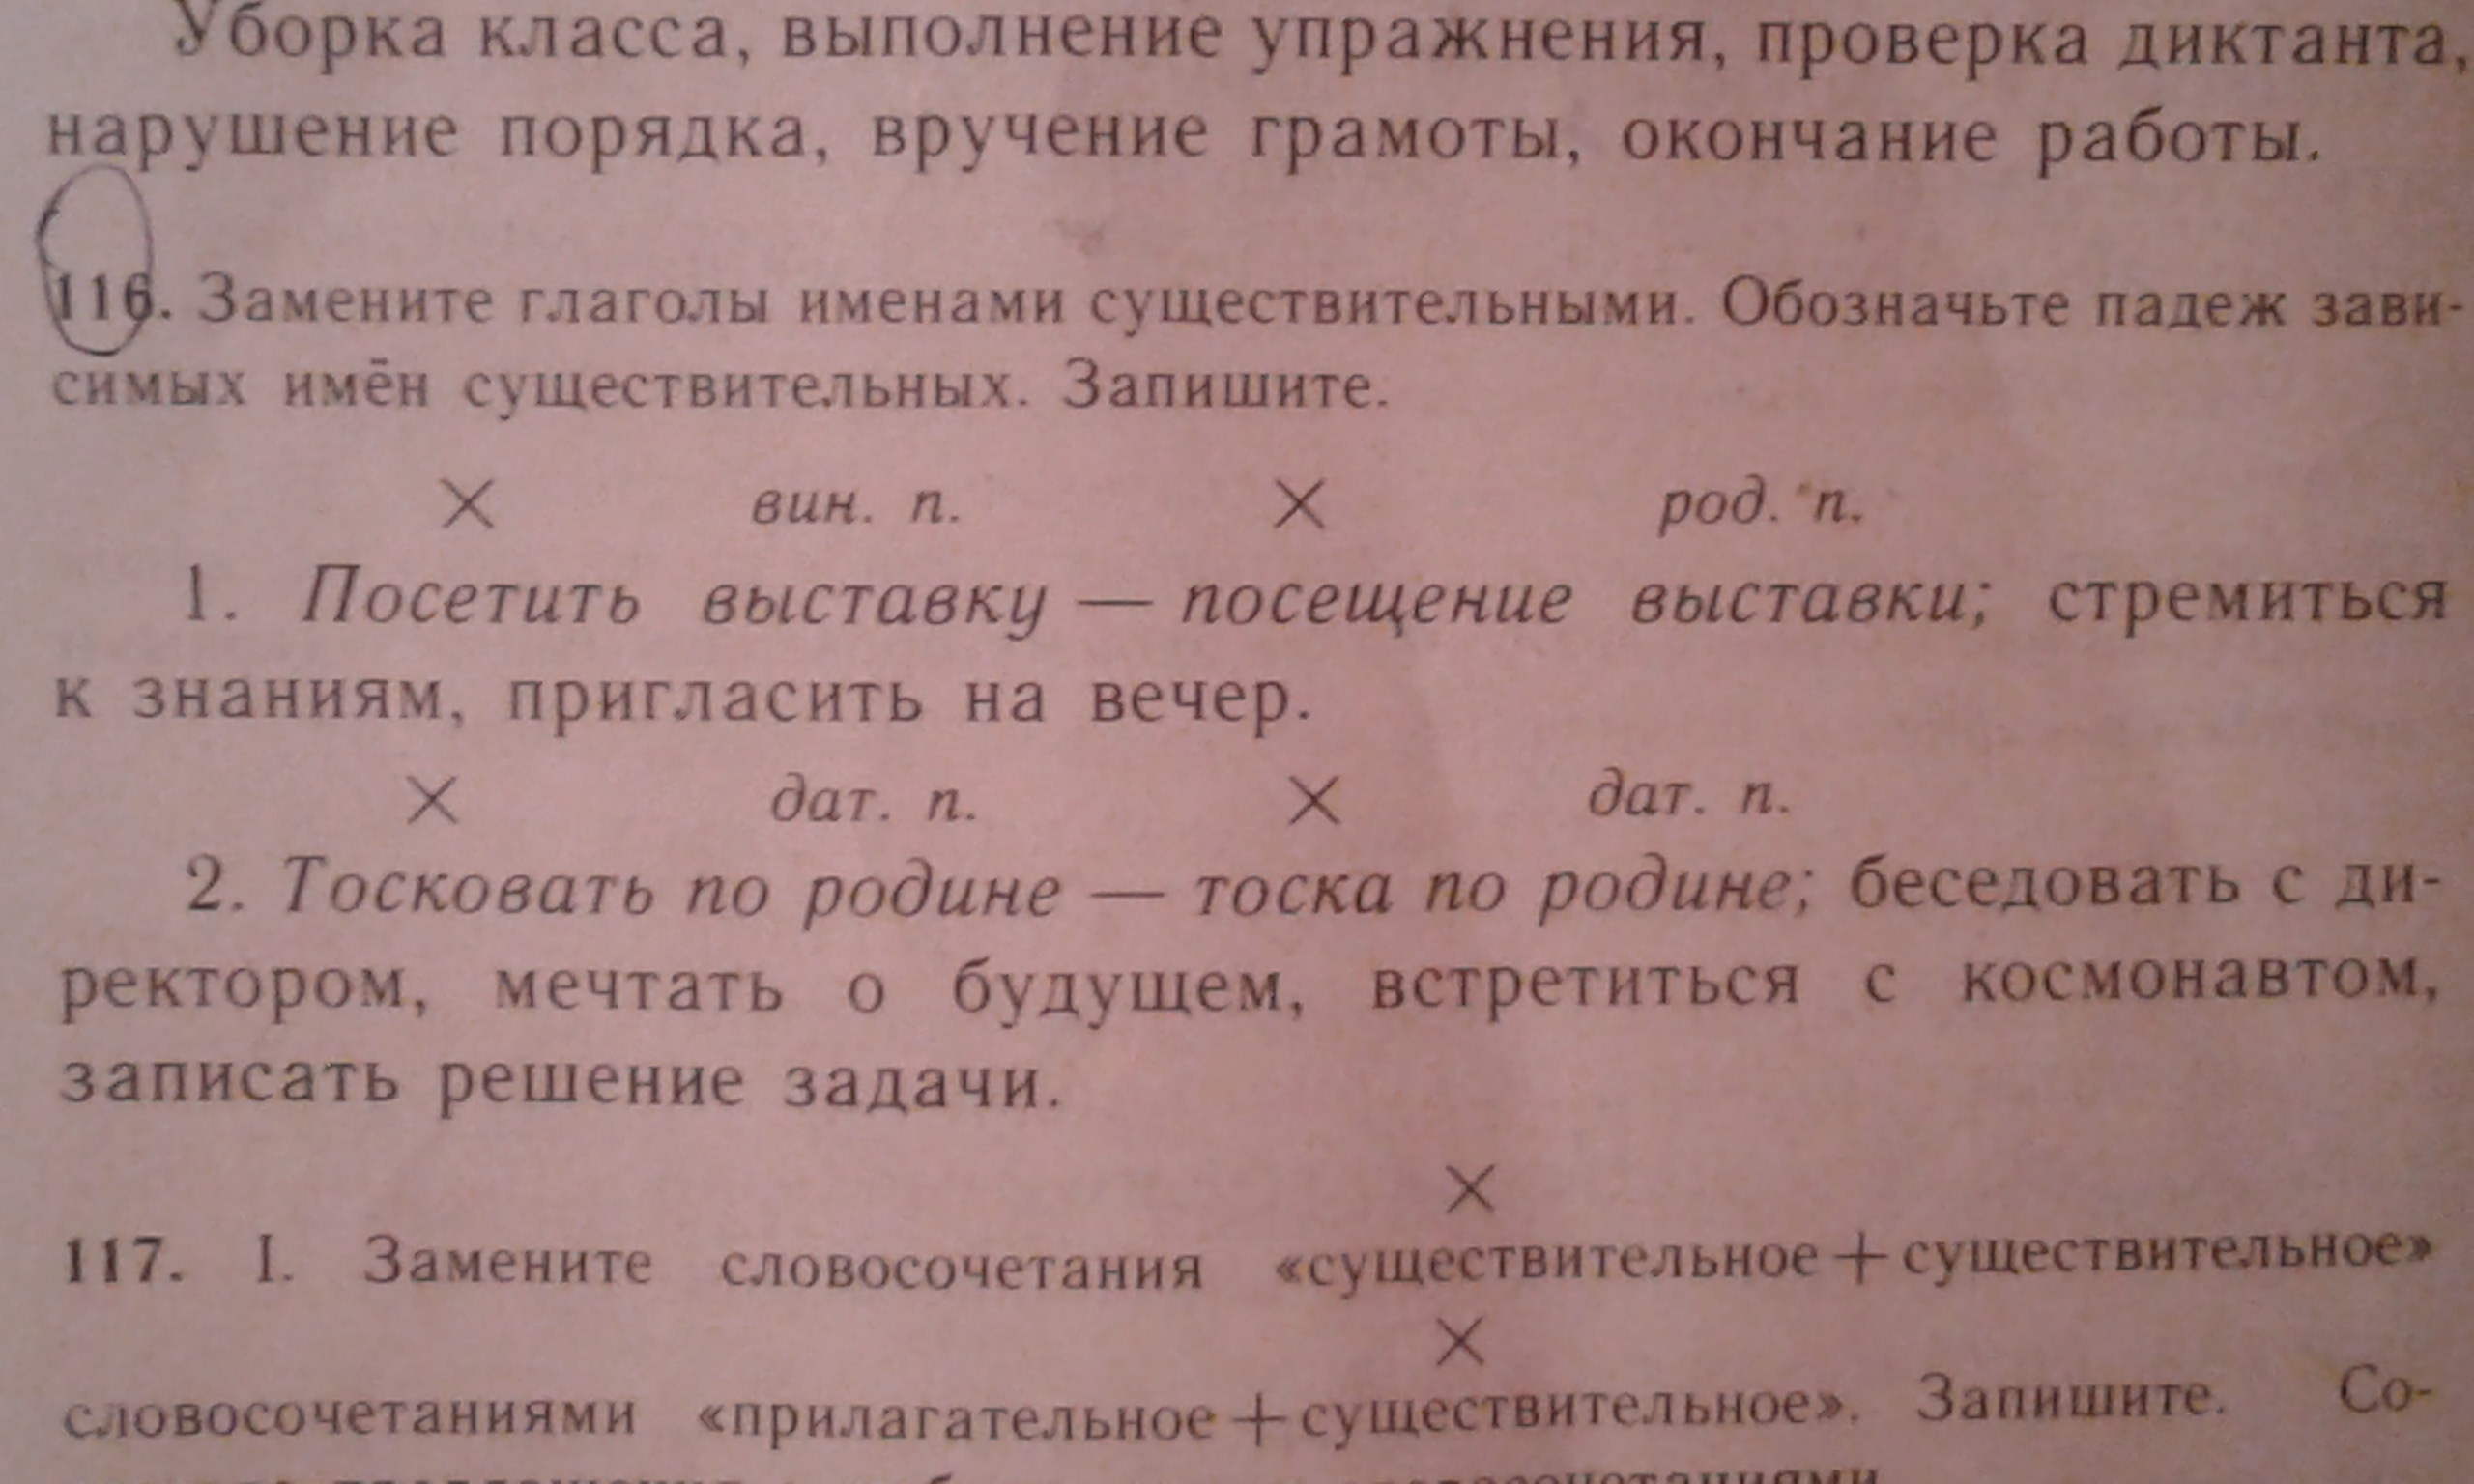 Уборка класса, выполнение упражнения, проверка диктанта,
нарушение порядка, вручение грамоты, окончание работы.
116. Замените глаголы именами существительными. Обозначьте падеж зави-
симых имён существительных. Запишите.
× вин. п. × род. п.
1. Посетить выставку — посещение выставки; стремиться
к знаниям, пригласить на вечер.
× дат. п. × дат. п.
2. Тосковать по родине — тоска по родине; беседовать с ди-
ректором, мечтать о будущем, встретиться с космонавтом,
записать решение задачи.
×
117. I. Замените словосочетания «существительное + существительное»
×
словосочетаниями «прилагательное + существительное». Запишите. Со-